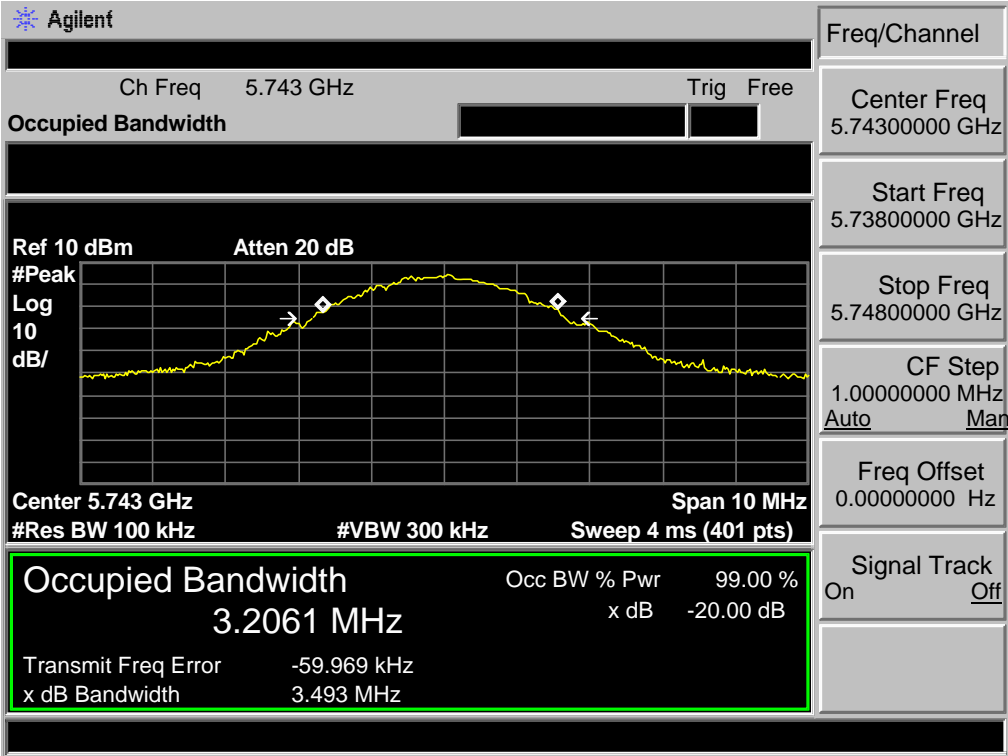 Agilent
Ch Freq 5.743 GHz Trig Free
Occupied Bandwidth
Ref 10 dBm Atten 20 dB
#Peak
Log
10
dB/
Center 5.743 GHz Span 10 MHz
#Res BW 100 kHz #VBW 300 kHz Sweep 4 ms (401 pts)
Occupied Bandwidth
3.2061 MHz
Occ BW % Pwr 99.00 %
x dB -20.00 dB
Transmit Freq Error -59.969 kHz
x dB Bandwidth 3.493 MHz
Freq/Channel
Center Freq
5.74300000 GHz
Start Freq
5.73800000 GHz
Stop Freq
5.74800000 GHz
CF Step
1.00000000 MHz
Auto Man
Freq Offset
0.00000000 Hz
Signal Track
On Off